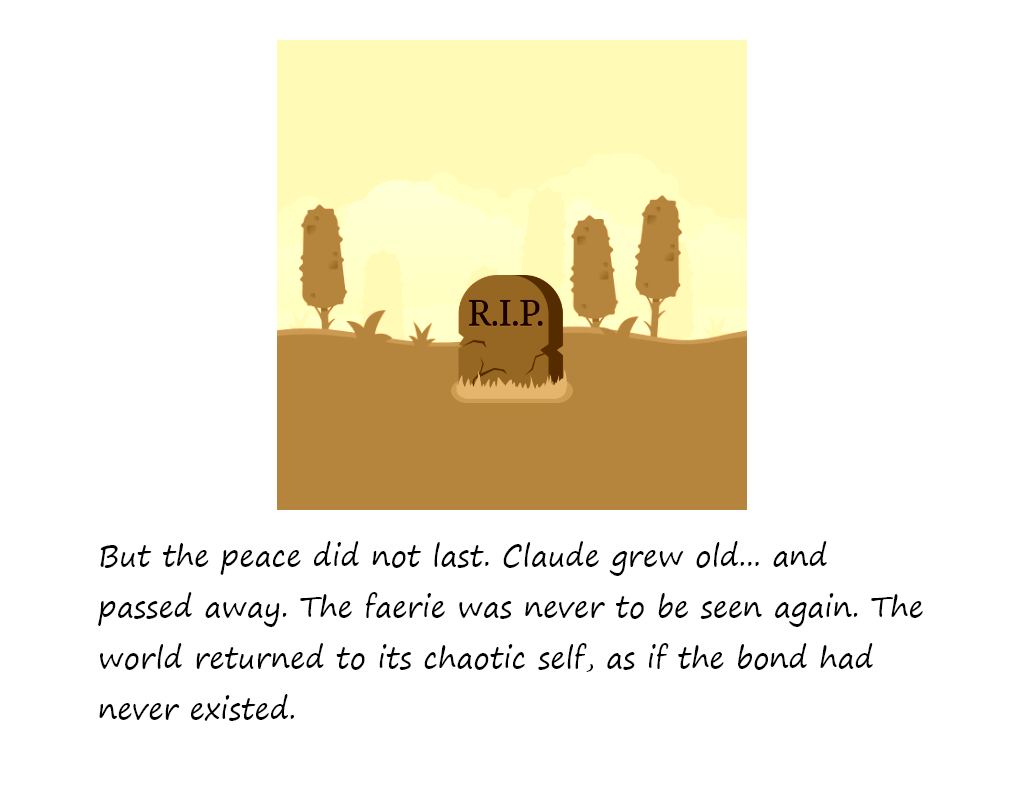 R.I.P.
But the peace did not last. Claude grew old... and
passed away. The faerie was never to be seen again. The
world returned to its chaotic self, as if the bond had
never existed.